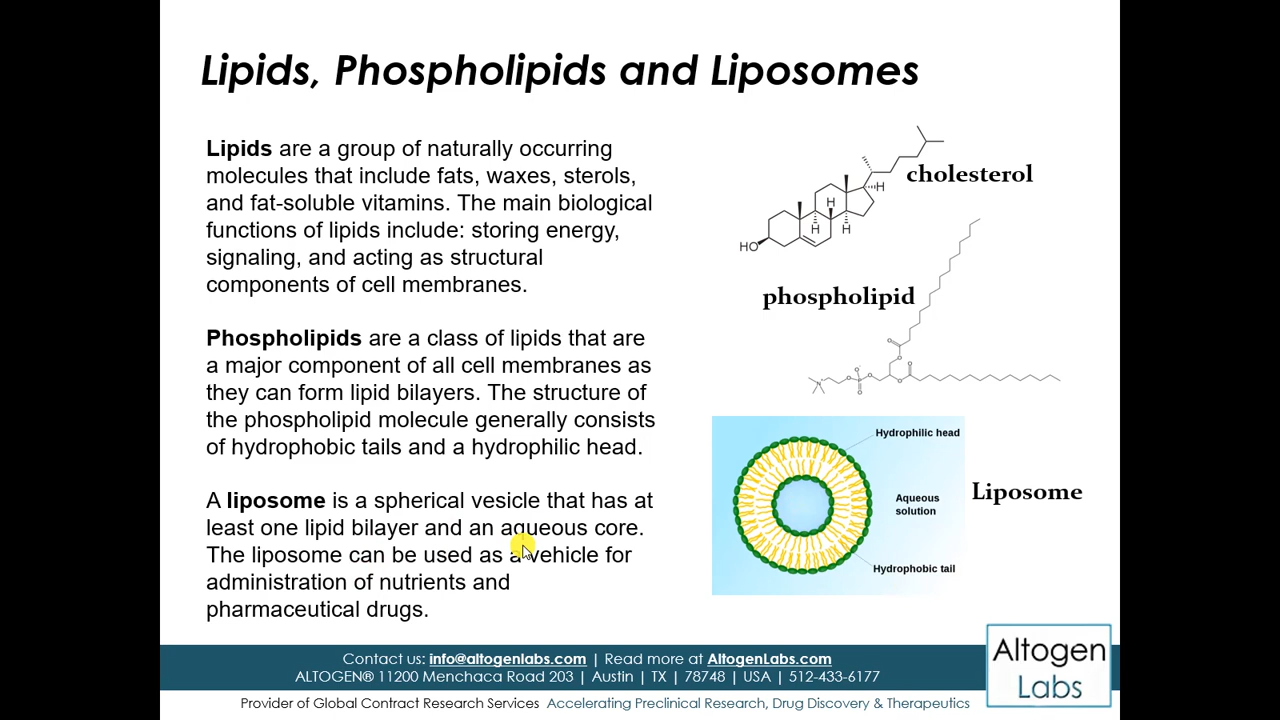 Lipids, Phospholipids and Liposomes
Lipids are a group of naturally occurring
molecules that include fats, waxes, sterols,
and fat-soluble vitamins. The main biological
functions of lipids include: storing energy,
signaling, and acting as structural
components of cell membranes.
Phospholipids are a class of lipids that are
a major component of all cell membranes as
they can form lipid bilayers. The structure of
the phospholipid molecule generally consists
of hydrophobic tails and a hydrophilic head.
A liposome is a spherical vesicle that has at
least one lipid bilayer and an aqueous core.
The liposome can be used as a vehicle for
administration of nutrients and
pharmaceutical drugs.
cholesterol
H
H
H
H
HO
phospholipid
O
O
O
O
O-
O
P
O
O
N+
Hydrophilic head
Aqueous
solution
Liposome
Hydrophobic tail
Contact us: info@altogenlabs.com | Read more at AltogenLabs.com
ALTOGEN® 11200 Menchaca Road 203 | Austin | TX | 78748 | USA | 512-433-6177
Provider of Global Contract Research Services Accelerating Preclinical Research, Drug Discovery & Therapeutics
Altogen
Labs